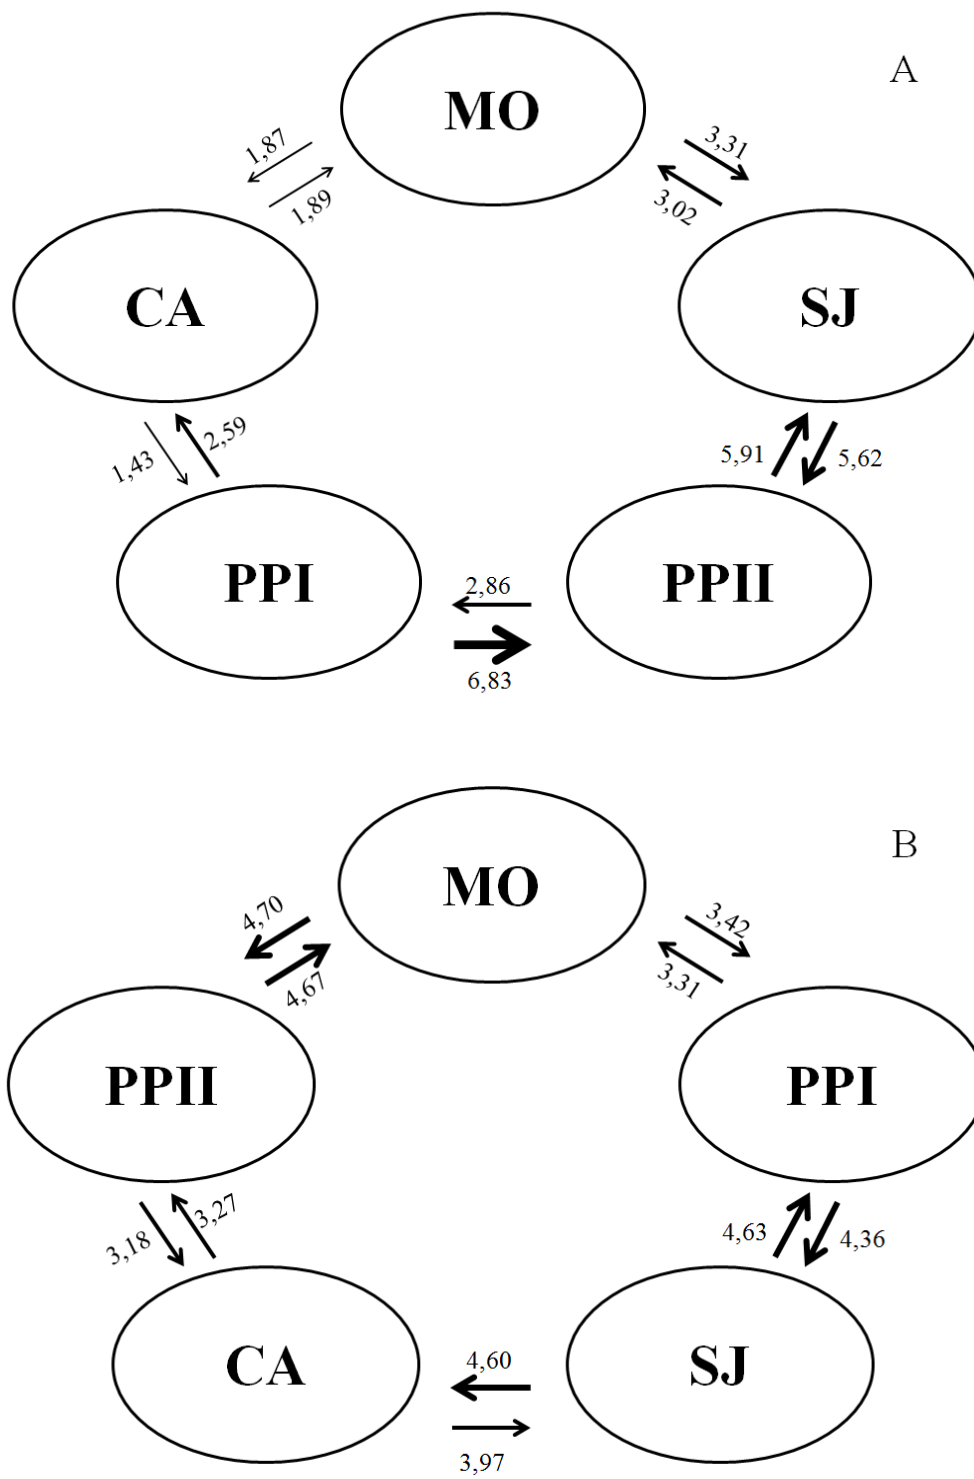 A
MO
1,87
1,89
3,31
3,02
CA
SJ
1,43
2,59
5,91
5,62
PPI
PPII
2,86
6,83
B
MO
4,70
4,67
3,42
3,31
PPII
PPI
3,18
3,27
4,63
4,36
CA
SJ
4,60
3,97